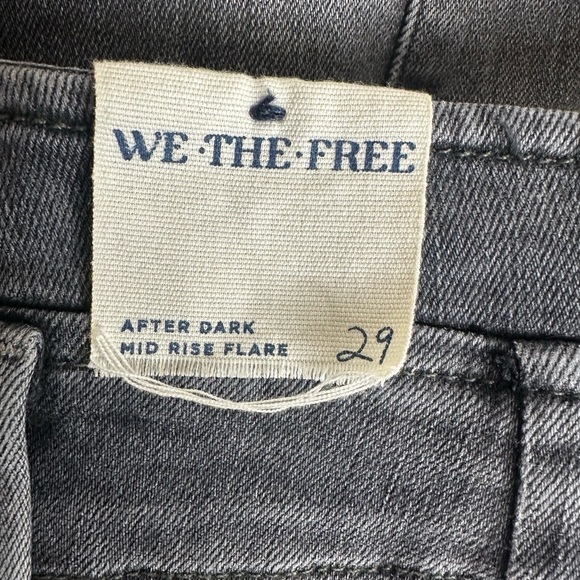 WE·THE·FREE
AFTER DARK
MID RISE FLARE
29